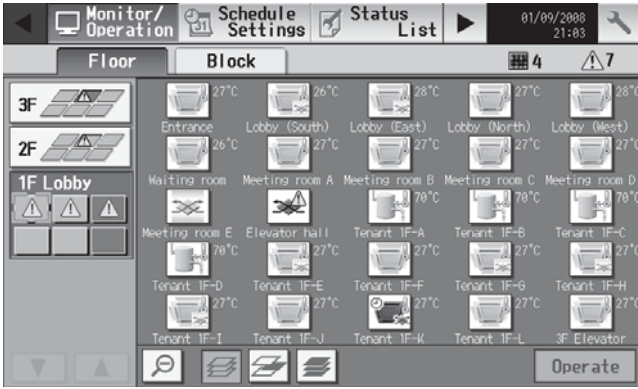 Monitor/ Operation
Schedule Settings
Status List
01/09/2008
21:03
Floor Block 4 7
3F
2F
1F Lobby
27°C 26°C 28°C 27°C 28°C
Entrance Lobby (South) Lobby (East) Lobby (North) Lobby (West)
26°C 27°C 27°C 27°C 27°C
Waiting room Meeting room A Meeting room B Meeting room C Meeting room D
70°C 70°C 70°C
Meeting room E Elevator hall Tenant 1F-A Tenant 1F-B Tenant 1F-C
70°C 27°C 27°C 27°C 27°C
Tenant 1F-D Tenant 1F-E Tenant 1F-F Tenant 1F-G Tenant 1F-H
27°C 27°C 27°C 27°C 27°C
Tenant 1F-I Tenant 1F-J Tenant 1F-K Tenant 1F-L 3F Elevator
Operate